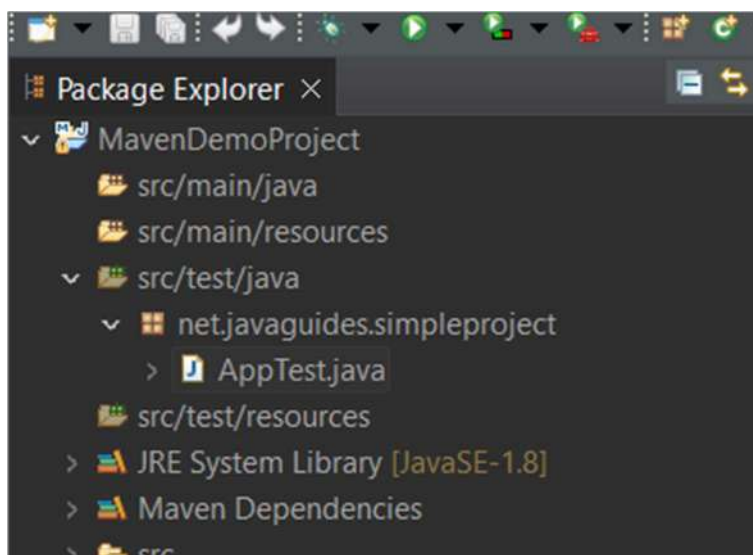 Package Explorer
MavenDemoProject
src/main/java
src/main/resources
src/test/java
net.javaguides.simpleproject
AppTest.java
src/test/resources
JRE System Library [JavaSE-1.8]
Maven Dependencies
src